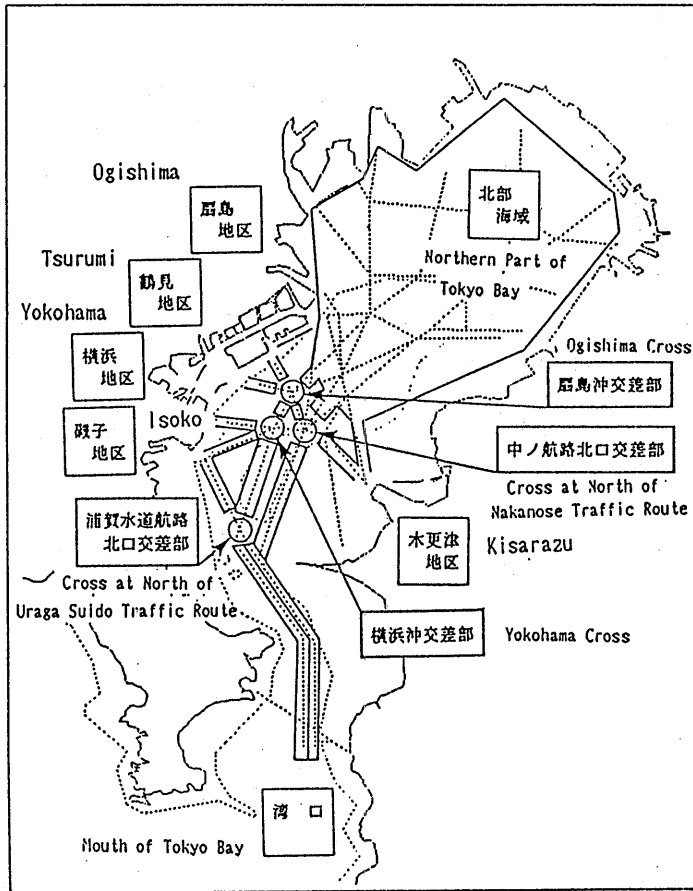 Ogishima
扇島
地区
北部
海域
Tsurumi
鶴見
地区
Northern Part of
Tokyo Bay
Yokohama
横浜
地区
Ogishima Cross
扇島沖交差部
Isoko
磯子
地区
中ノ航路北口交差部
Cross at North of
Nakanose Traffic Route
浦賀水道航路
北口交差部
木更津
地区
Kisarazu
Cross at North of
Uraga Suido Traffic Route
横浜沖交差部
Yokohama Cross
湾 口
Mouth of Tokyo Bay